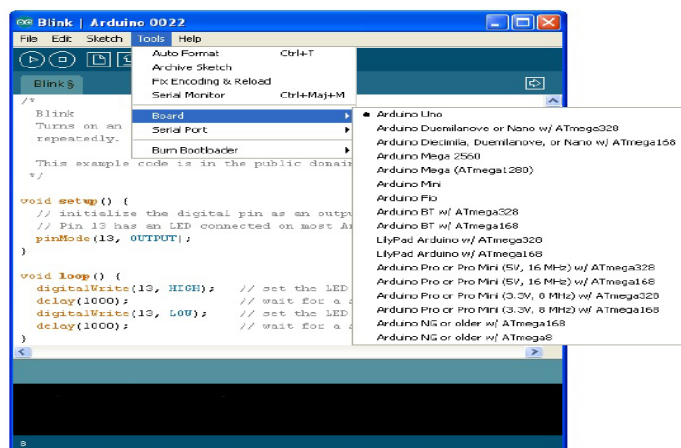 Blink | Arduino 0022
File Edit Sketch Tools Help
Auto Format Ctrl+T
Archive Sketch
Fix Encoding & Reload
Serial Monitor Ctrl+Maj+M
Board
Serial Port
Burn Bootloader
Arduino Uno
Arduino Duemilanove or Nano w/ ATmega328
Arduino Diecimila, Duemilanove, or Nano w/ ATmega168
Arduino Mega 2560
Arduino Mega (ATmega1280)
Arduino Mini
Arduino Fio
Arduino BT w/ ATmega328
Arduino BT w/ ATmega168
LilyPad Arduino w/ ATmega328
LilyPad Arduino w/ ATmega168
Arduino Pro or Pro Mini (5V, 16 MHz) w/ ATmega328
Arduino Pro or Pro Mini (5V, 16 MHz) w/ ATmega168
Arduino Pro or Pro Mini (3.3V, 8 MHz) w/ ATmega328
Arduino Pro or Pro Mini (3.3V, 8 MHz) w/ ATmega168
Arduino NG or older w/ ATmega168
Arduino NG or older w/ ATmega8
Blink §
/*
Blink
Turns on an
repeatedly.
This example code is in the public domain
*/
void setup() {
// initialize the digital pin as an outpu
// Pin 13 has an LED connected on most A
pinMode(13, OUTPUT);
}
void loop() {
digitalWrite(13, HIGH); // set the LED
delay(1000); // wait for a
digitalWrite(13, LOW); // set the LED
delay(1000); // wait for a
}
8